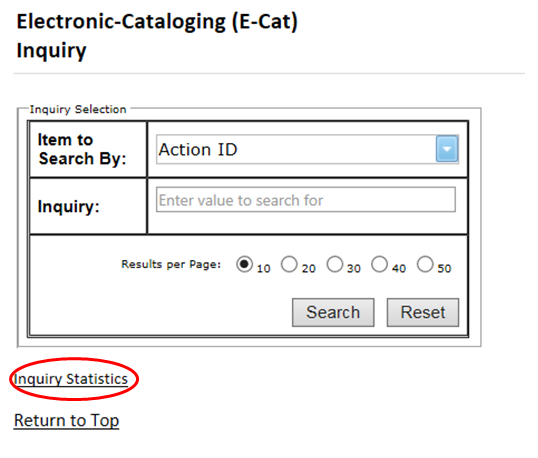 Electronic-Cataloging (E-Cat)
Inquiry
Inquiry Selection
Item to
Search By:
Action ID
Inquiry:
Enter value to search for
Results per Page: 10 20 30 40 50
Search Reset
Inquiry Statistics
Return to Top